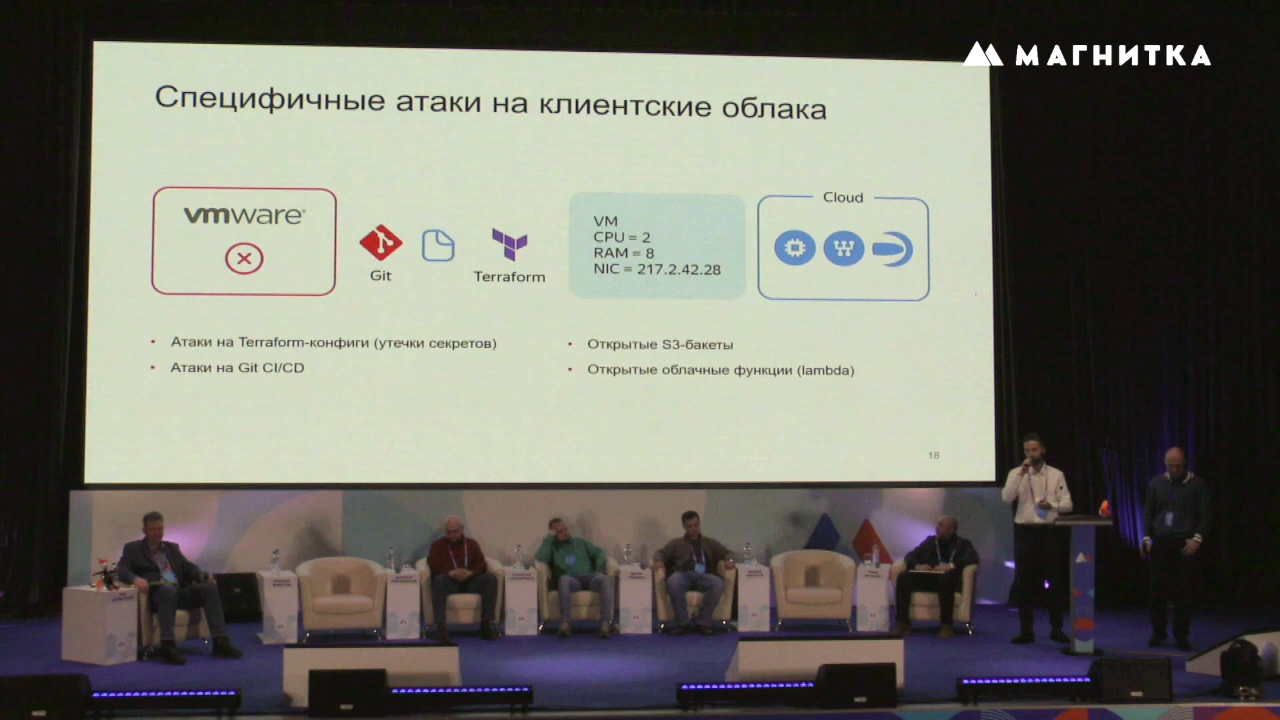 МАГНИТКА
Специфичные атаки на клиентские облака
vmware
Git
Terraform
VM
CPU = 2
RAM = 8
NIC = 217.2.42.28
Cloud
• Атаки на Terraform-конфиги (утечки секретов)
• Атаки на Git CI/CD
• Открытые S3-бакеты
• Открытые облачные функции (lambda)
18